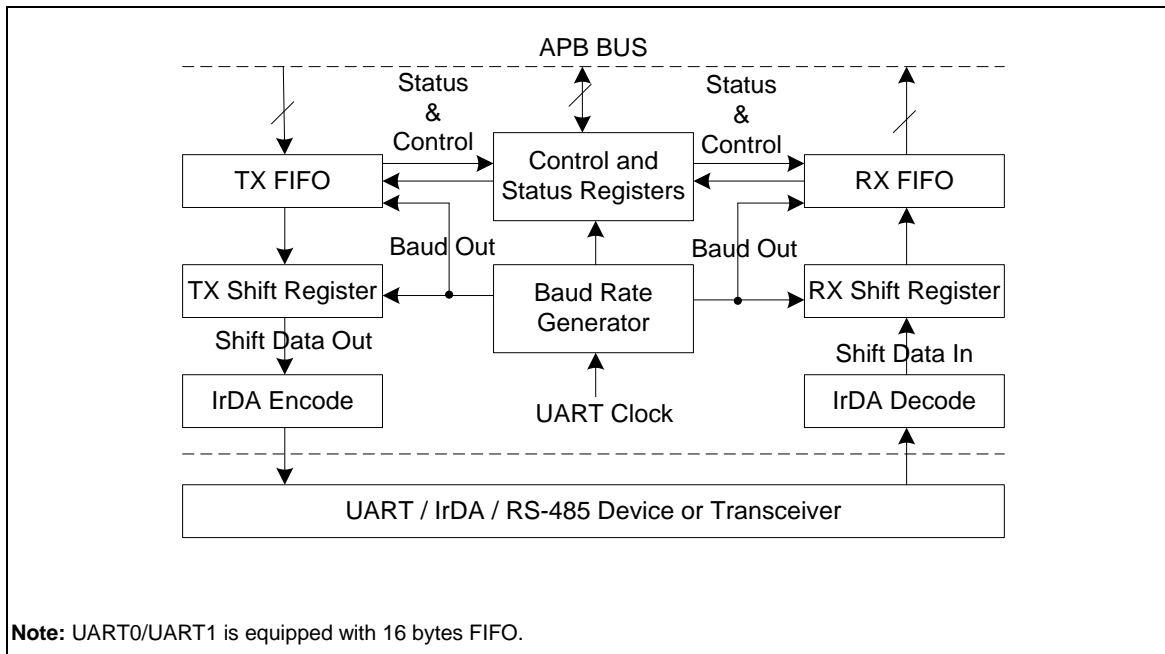 APB BUS
Status
&
Control
Status
&
Control
TX FIFO
Control and
Status Registers
RX FIFO
Baud Out
Baud Out
TX Shift Register
Baud Rate
Generator
RX Shift Register
Shift Data Out
Shift Data In
IrDA Encode
UART Clock
IrDA Decode
UART / IrDA / RS-485 Device or Transceiver
Note: UART0/UART1 is equipped with 16 bytes FIFO.